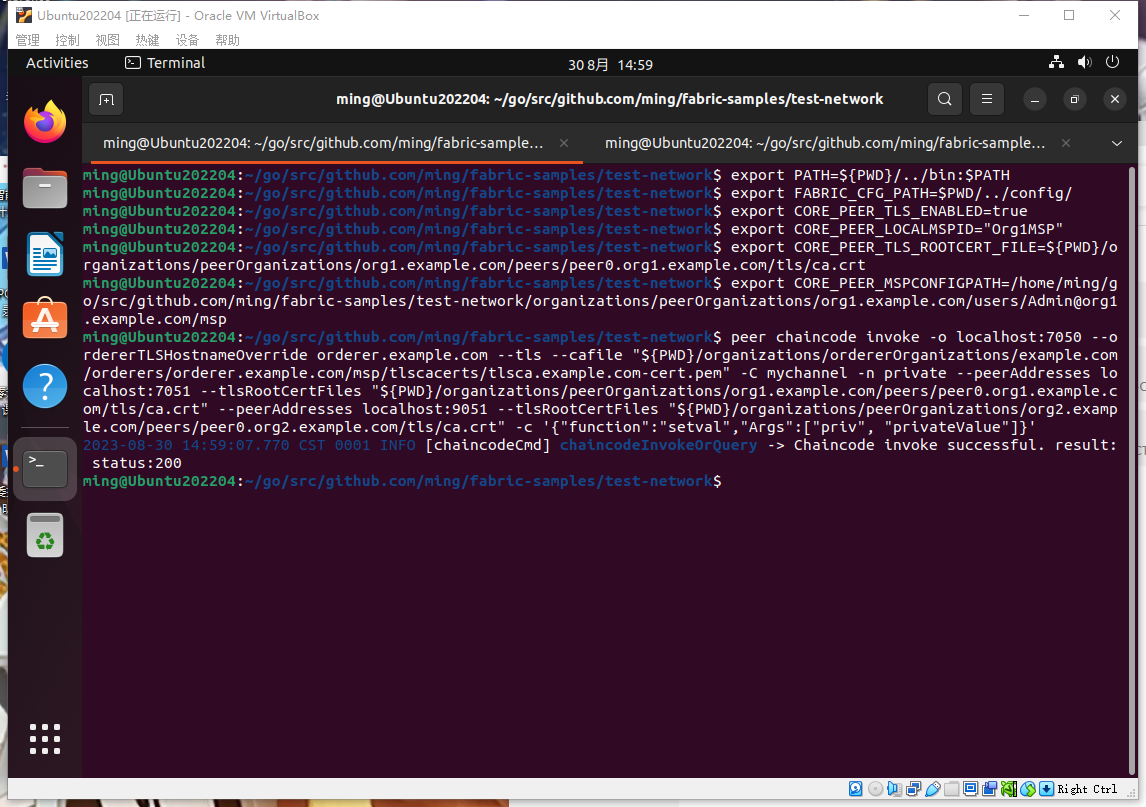 Ubuntu202204 [正在运行] - Oracle VM VirtualBox
管理 控制 视图 热键 设备 帮助
Activities Terminal 30 8月 14:59
ming@Ubuntu202204: ~/go/src/github.com/ming/fabric-samples/test-network
ming@Ubuntu202204: ~/go/src/github.com/ming/fabric-sample... ming@Ubuntu202204: ~/go/src/github.com/ming/fabric-sample...
ming@Ubuntu202204:~/go/src/github.com/ming/fabric-samples/test-network$ export PATH=${PWD}/../bin:$PATH
ming@Ubuntu202204:~/go/src/github.com/ming/fabric-samples/test-network$ export FABRIC_CFG_PATH=$PWD/../config/
ming@Ubuntu202204:~/go/src/github.com/ming/fabric-samples/test-network$ export CORE_PEER_TLS_ENABLED=true
ming@Ubuntu202204:~/go/src/github.com/ming/fabric-samples/test-network$ export CORE_PEER_LOCALMSPID="Org1MSP"
ming@Ubuntu202204:~/go/src/github.com/ming/fabric-samples/test-network$ export CORE_PEER_TLS_ROOTCERT_FILE=${PWD}/o
rganizations/peerOrganizations/org1.example.com/peers/peer0.org1.example.com/tls/ca.crt
ming@Ubuntu202204:~/go/src/github.com/ming/fabric-samples/test-network$ export CORE_PEER_MSPCONFIGPATH=/home/ming/g
o/src/github.com/ming/fabric-samples/test-network/organizations/peerOrganizations/org1.example.com/users/Admin@org1
.example.com/msp
ming@Ubuntu202204:~/go/src/github.com/ming/fabric-samples/test-network$ peer chaincode invoke -o localhost:7050 --o
rdererTLSHostnameOverride orderer.example.com --tls --cafile "${PWD}/organizations/ordererOrganizations/example.com
/orderers/orderer.example.com/msp/tlscacerts/tlsca.example.com-cert.pem" -C mychannel -n private --peerAddresses lo
calhost:7051 --tlsRootCertFiles "${PWD}/organizations/peerOrganizations/org1.example.com/peers/peer0.org1.example.c
om/tls/ca.crt" --peerAddresses localhost:9051 --tlsRootCertFiles "${PWD}/organizations/peerOrganizations/org2.examp
le.com/peers/peer0.org2.example.com/tls/ca.crt" -c '{"function":"setval","Args":["priv", "privateValue"]}'
2023-08-30 14:59:07.770 CST 0001 INFO [chaincodeCmd] chaincodeInvokeOrQuery -> Chaincode invoke successful. result:
status:200
ming@Ubuntu202204:~/go/src/github.com/ming/fabric-samples/test-network$
Right Ctrl